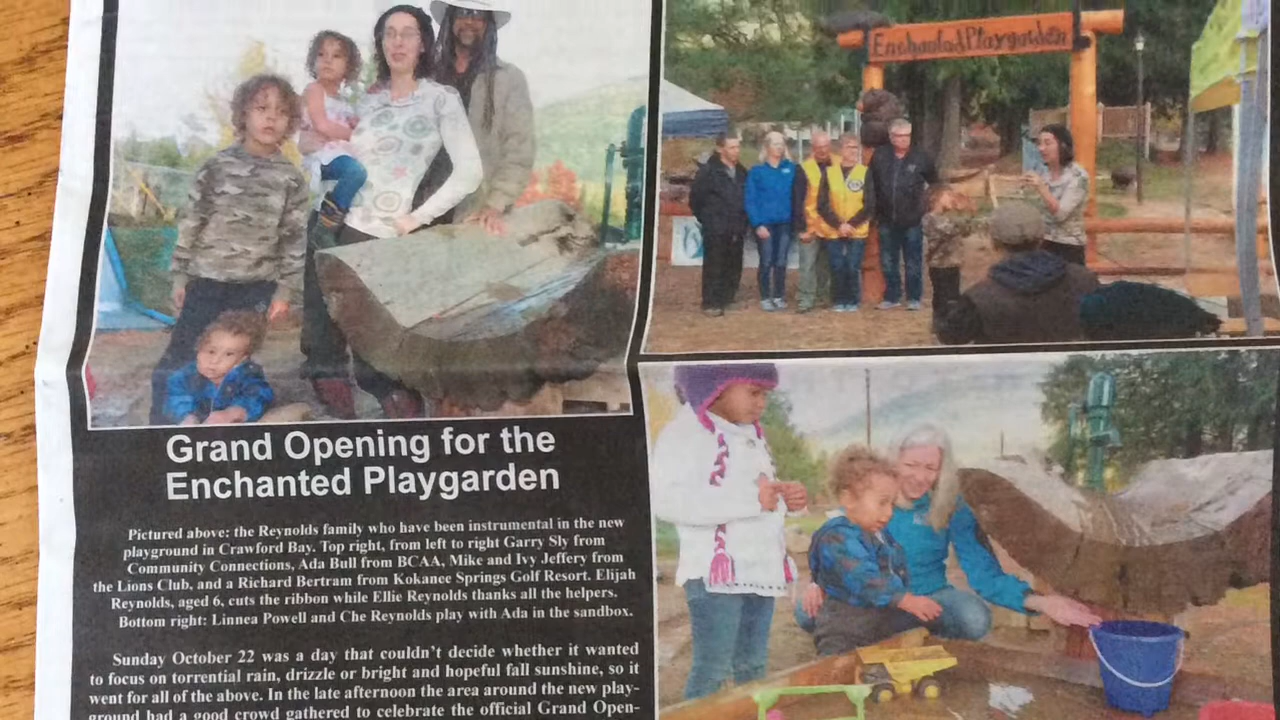 Enchanted Playgarden
Grand Opening for the
Enchanted Playgarden
Pictured above: the Reynolds family who have been instrumental in the new
playground in Crawford Bay. Top right, from left to right Garry Sly from
Community Connections, Ada Bull from BCAA, Mike and Ivy Jeffery from
the Lions Club, and a Richard Bertram from Kokanee Springs Golf Resort. Elijah
Reynolds, aged 6, cuts the ribbon while Ellie Reynolds thanks all the helpers.
Bottom right: Linnea Powell and Che Reynolds play with Ada in the sandbox.
Sunday October 22 was a day that couldn't decide whether it wanted
to focus on torrential rain, drizzle or bright and hopeful fall sunshine, so it
went for all of the above. In the late afternoon the area around the new play-
ground had a good crowd gathered to celebrate the official Grand Open-